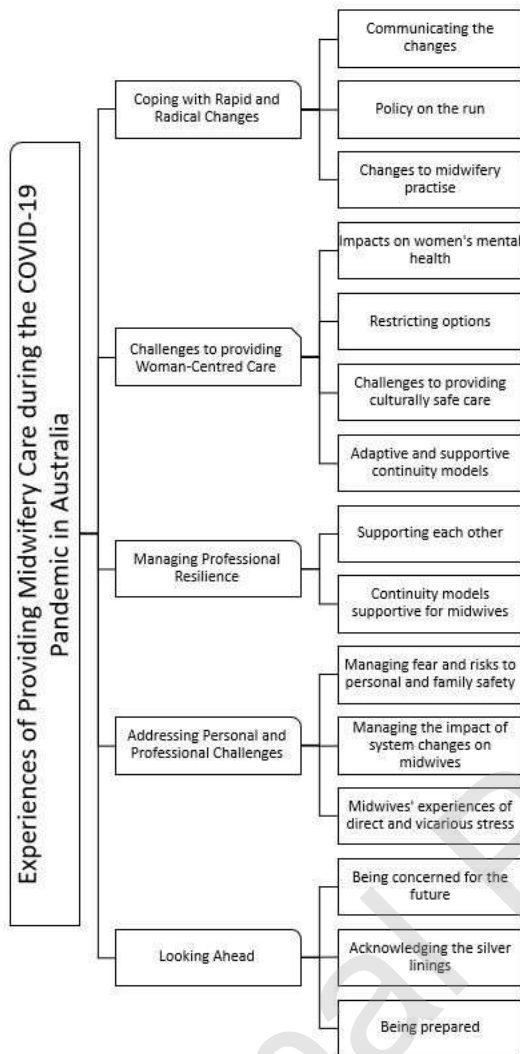 Experiences of Providing Midwifery Care during the COVID-19
Pandemic in Australia
Coping with Rapid and
Radical Changes
Communicating the
changes
Policy on the run
Changes to midwifery
practise
Challenges to providing
Woman-Centred Care
Impacts on women's mental
health
Restricting options
Challenges to providing
culturally safe care
Adaptive and supportive
continuity models
Managing Professional
Resilience
Supporting each other
Continuity models
supportive for midwives
Addressing Personal and
Professional Challenges
Managing fear and risks to
personal and family safety
Managing the impact of
system changes on
midwives
Midwives' experiences of
direct and vicarious stress
Looking Ahead
Being concerned for the
future
Acknowledging the silver
linings
Being prepared